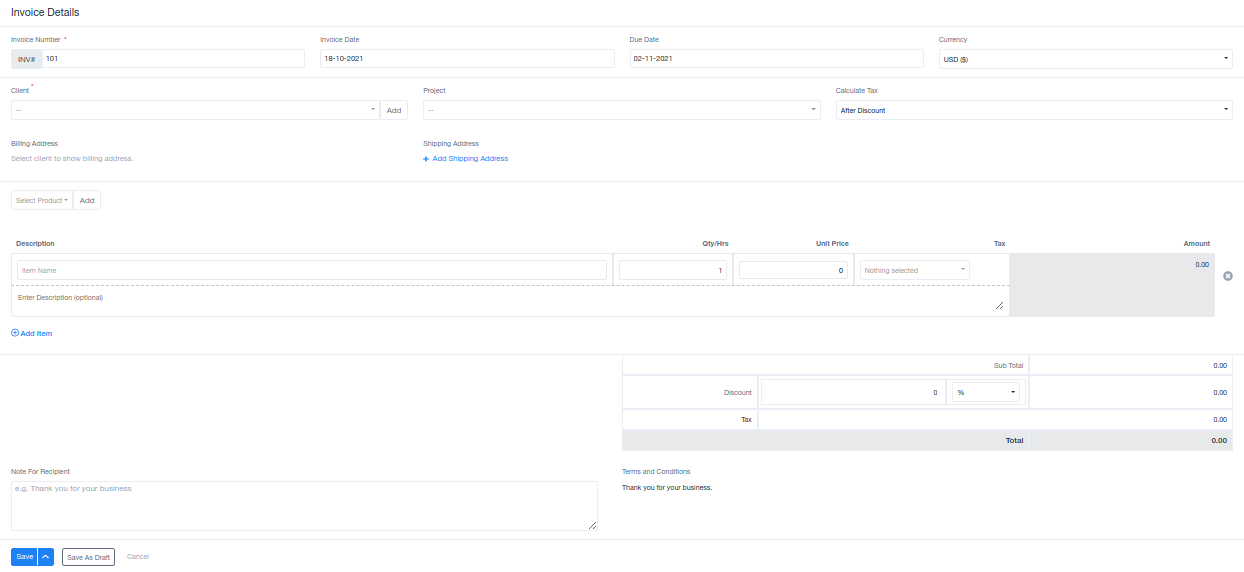 Invoice Details
Invoice Number *
Invoice Date
Due Date
Currency
INV# 101
18-10-2021
02-11-2021
USD ($)
Client *
Project
Calculate Tax
-- Add
--
After Discount
Billing Address
Shipping Address
Select client to show billing address.
+ Add Shipping Address
Select Product Add
Description Qty/Hrs Unit Price Tax Amount
Item Name 1 0 Nothing selected 0.00
Enter Description (optional)
Add Item
Sub Total 0.00
Discount 0 % 0.00
Tax 0.00
Total 0.00
Note For Recipient
Terms and Conditions
e.g. Thank you for your business
Thank you for your business.
Save Save As Draft Cancel